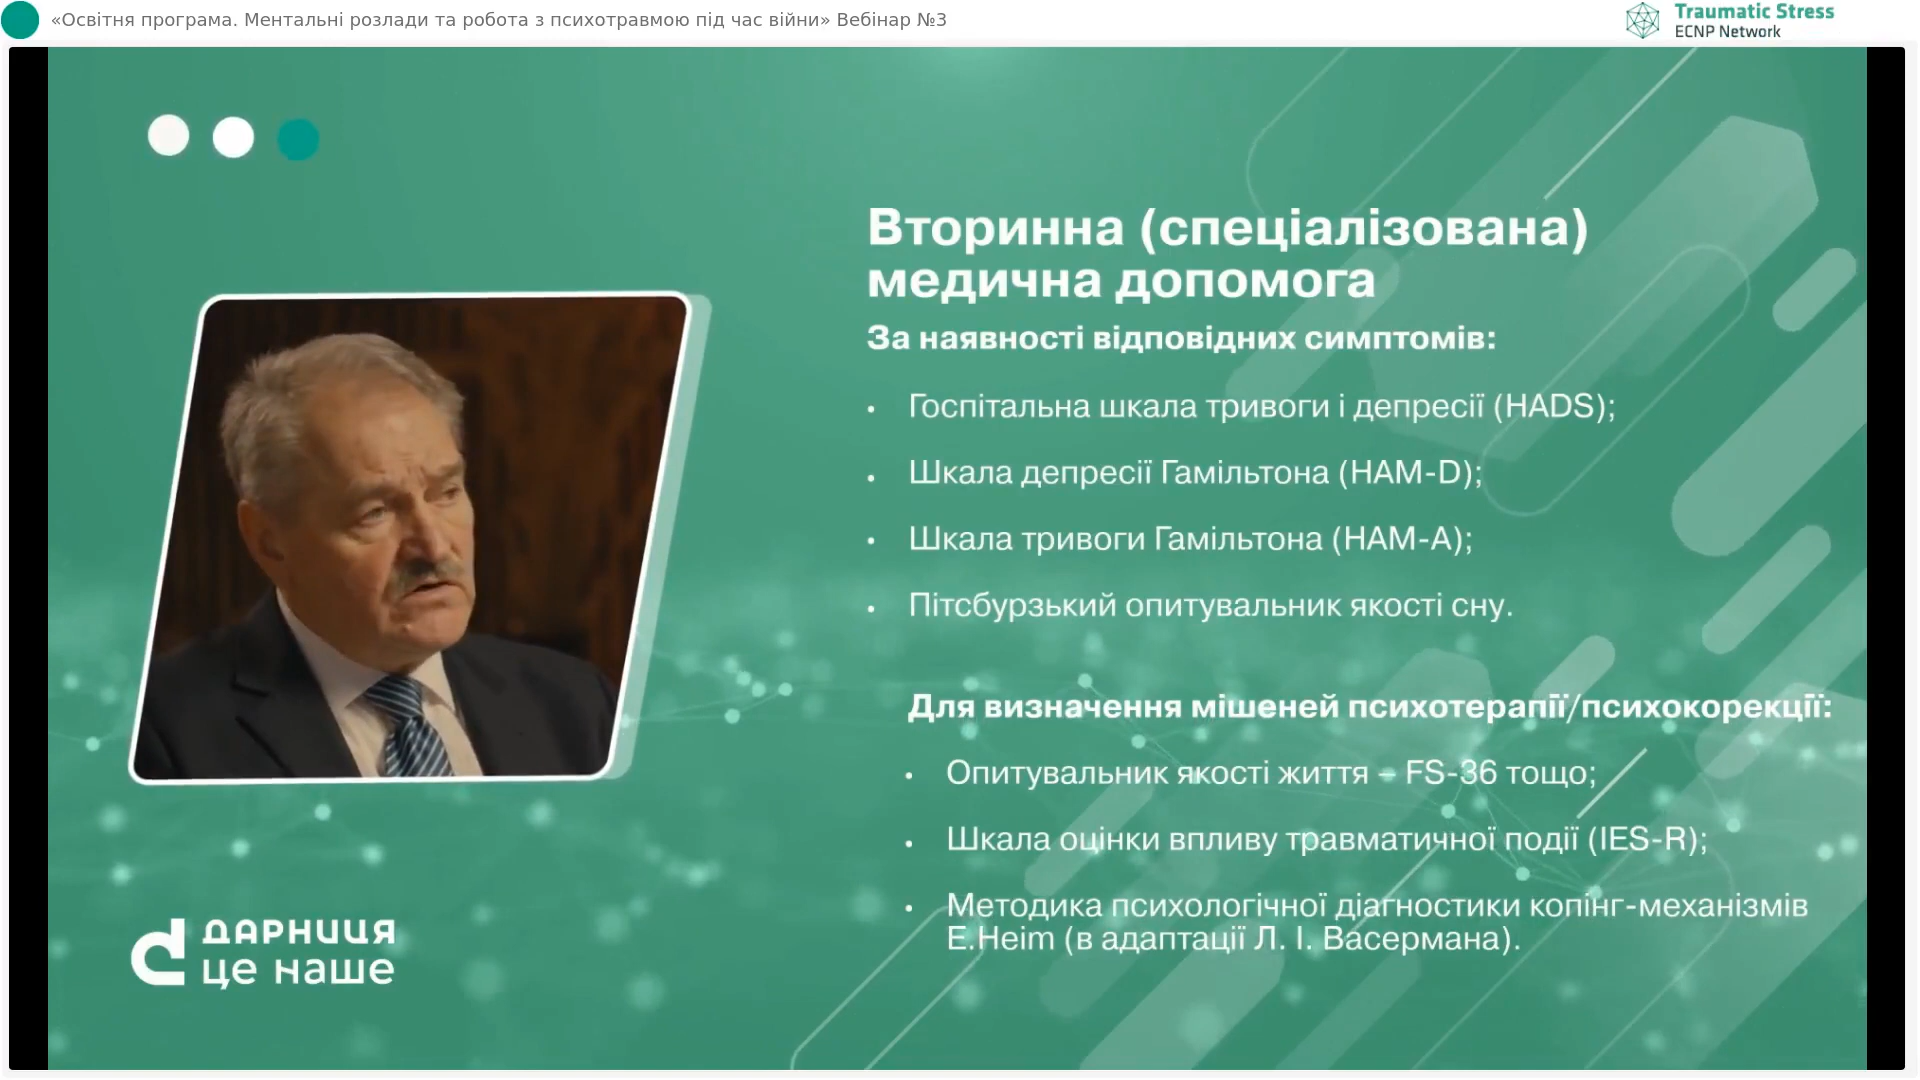 «Освітня програма. Ментальні розлади та робота з психотравмою під час війни» Вебінар №3
Traumatic Stress
ECNP Network
Вторинна (спеціалізована)
медична допомога
За наявності відповідних симптомів:
• Госпітальна шкала тривоги і депресії (HADS);
• Шкала депресії Гамільтона (HAM-D);
• Шкала тривоги Гамільтона (HAM-A);
• Пітсбурзький опитувальник якості сну.
Для визначення мішеней психотерапії/психокорекції:
• Опитувальник якості життя – FS-36 тощо;
• Шкала оцінки впливу травматичної події (IES-R);
• Методика психологічної діагностики копінг-механізмів
E.Heim (в адаптації Л. І. Васермана).
ДАРНИЦЯ
це наше